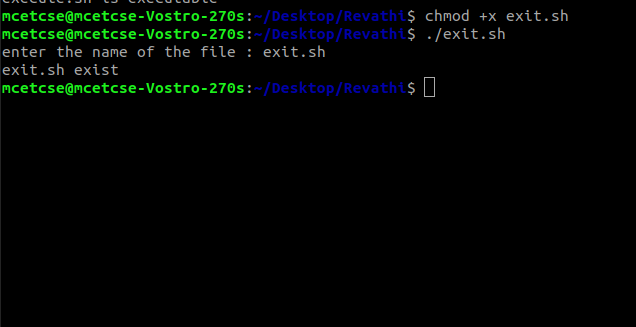 execute.sh is executable
mcetcse@mcetcse-Vostro-270s:~/Desktop/Revathi$ chmod +x exit.sh
mcetcse@mcetcse-Vostro-270s:~/Desktop/Revathi$ ./exit.sh
enter the name of the file : exit.sh
exit.sh exist
mcetcse@mcetcse-Vostro-270s:~/Desktop/Revathi$